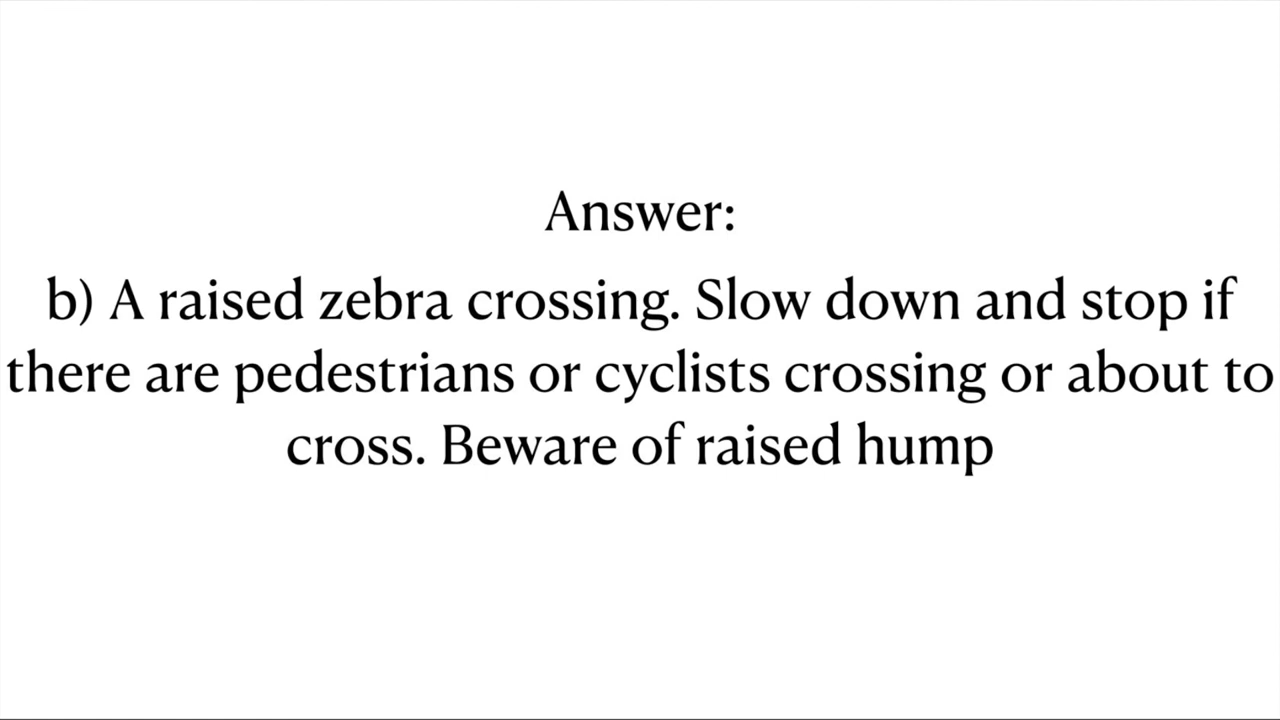 Answer:
b) A raised zebra crossing. Slow down and stop if
there are pedestrians or cyclists crossing or about to
cross. Beware of raised hump